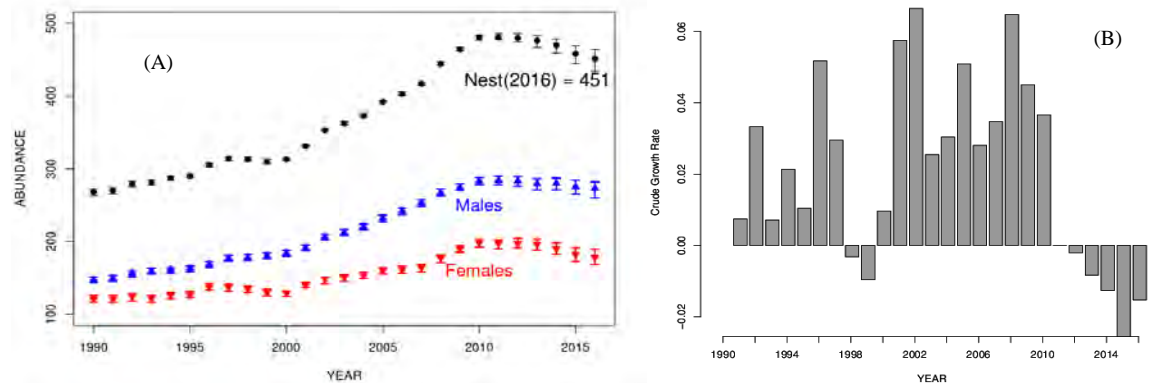 (A)
500
400
300
200
100
ABUNDANCE
Nest(2016) = 451
Males
Females
1990 1995 2000 2005 2010 2015
YEAR
(B)
0.06
0.04
0.02
0.00
-0.02
Crude Growth Rate
1990 1994 1998 2002 2006 2010 2014
YEAR